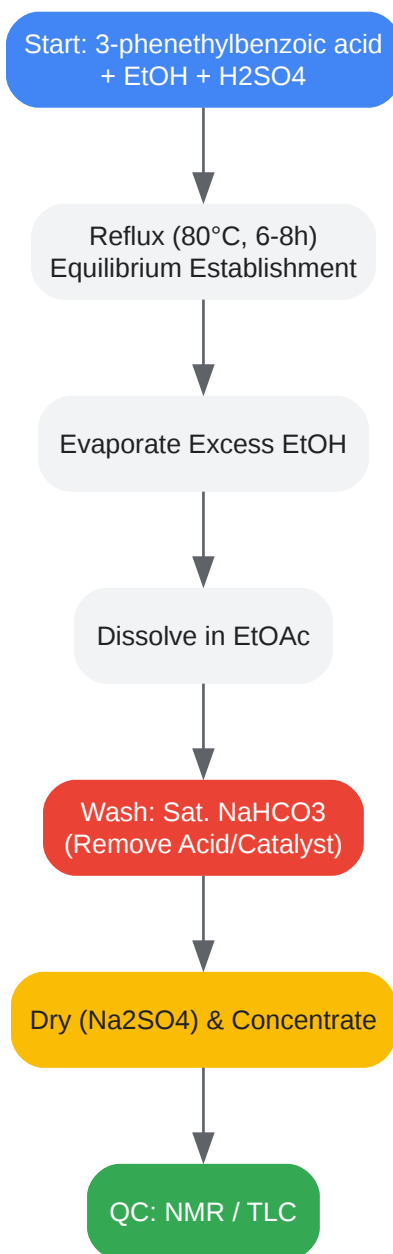 Start: 3-phenethylbenzoic acid
+ EtOH + H2SO4
Reflux (80°C, 6-8h)
Equilibrium Establishment
Evaporate Excess EtOH
Dissolve in EtOAc
Wash: Sat. NaHCO3
(Remove Acid/Catalyst)
Dry (Na2SO4) & Concentrate
QC: NMR / TLC